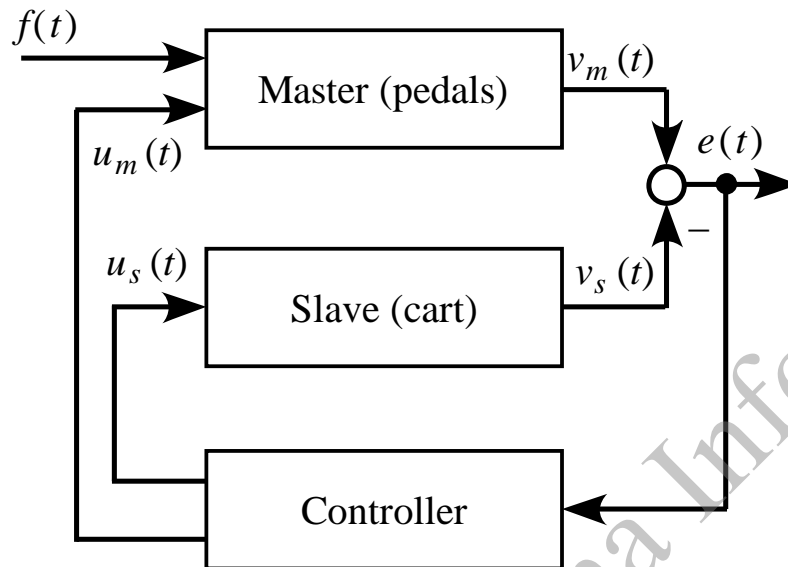 f(t)
Master (pedals)
v_m (t)
u_m (t)
e(t)
u_s (t)
Slave (cart)
v_s (t)
−
Controller